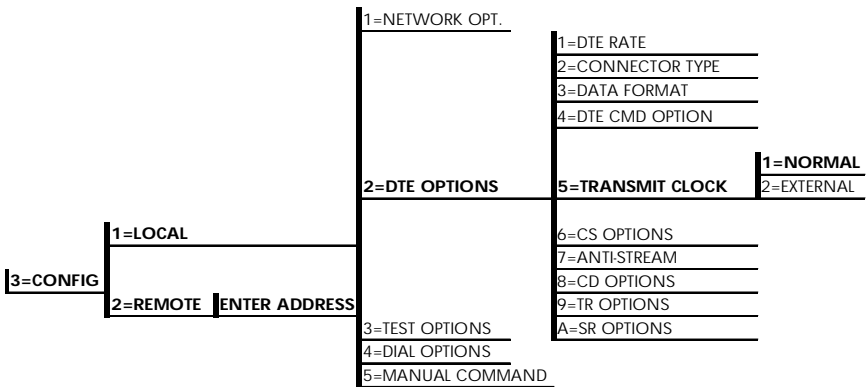 1=NETWORK OPT.
1=DTE RATE
2=CONNECTOR TYPE
3=DATA FORMAT
4=DTE CMD OPTION
1=NORMAL
2=DTE OPTIONS
5=TRANSMIT CLOCK
2=EXTERNAL
1=LOCAL
6=CS OPTIONS
7=ANTI-STREAM
3=CONFIG
8=CD OPTIONS
2=REMOTE
ENTER ADDRESS
9=TR OPTIONS
3=TEST OPTIONS
A=SR OPTIONS
4=DIAL OPTIONS
5=MANUAL COMMAND